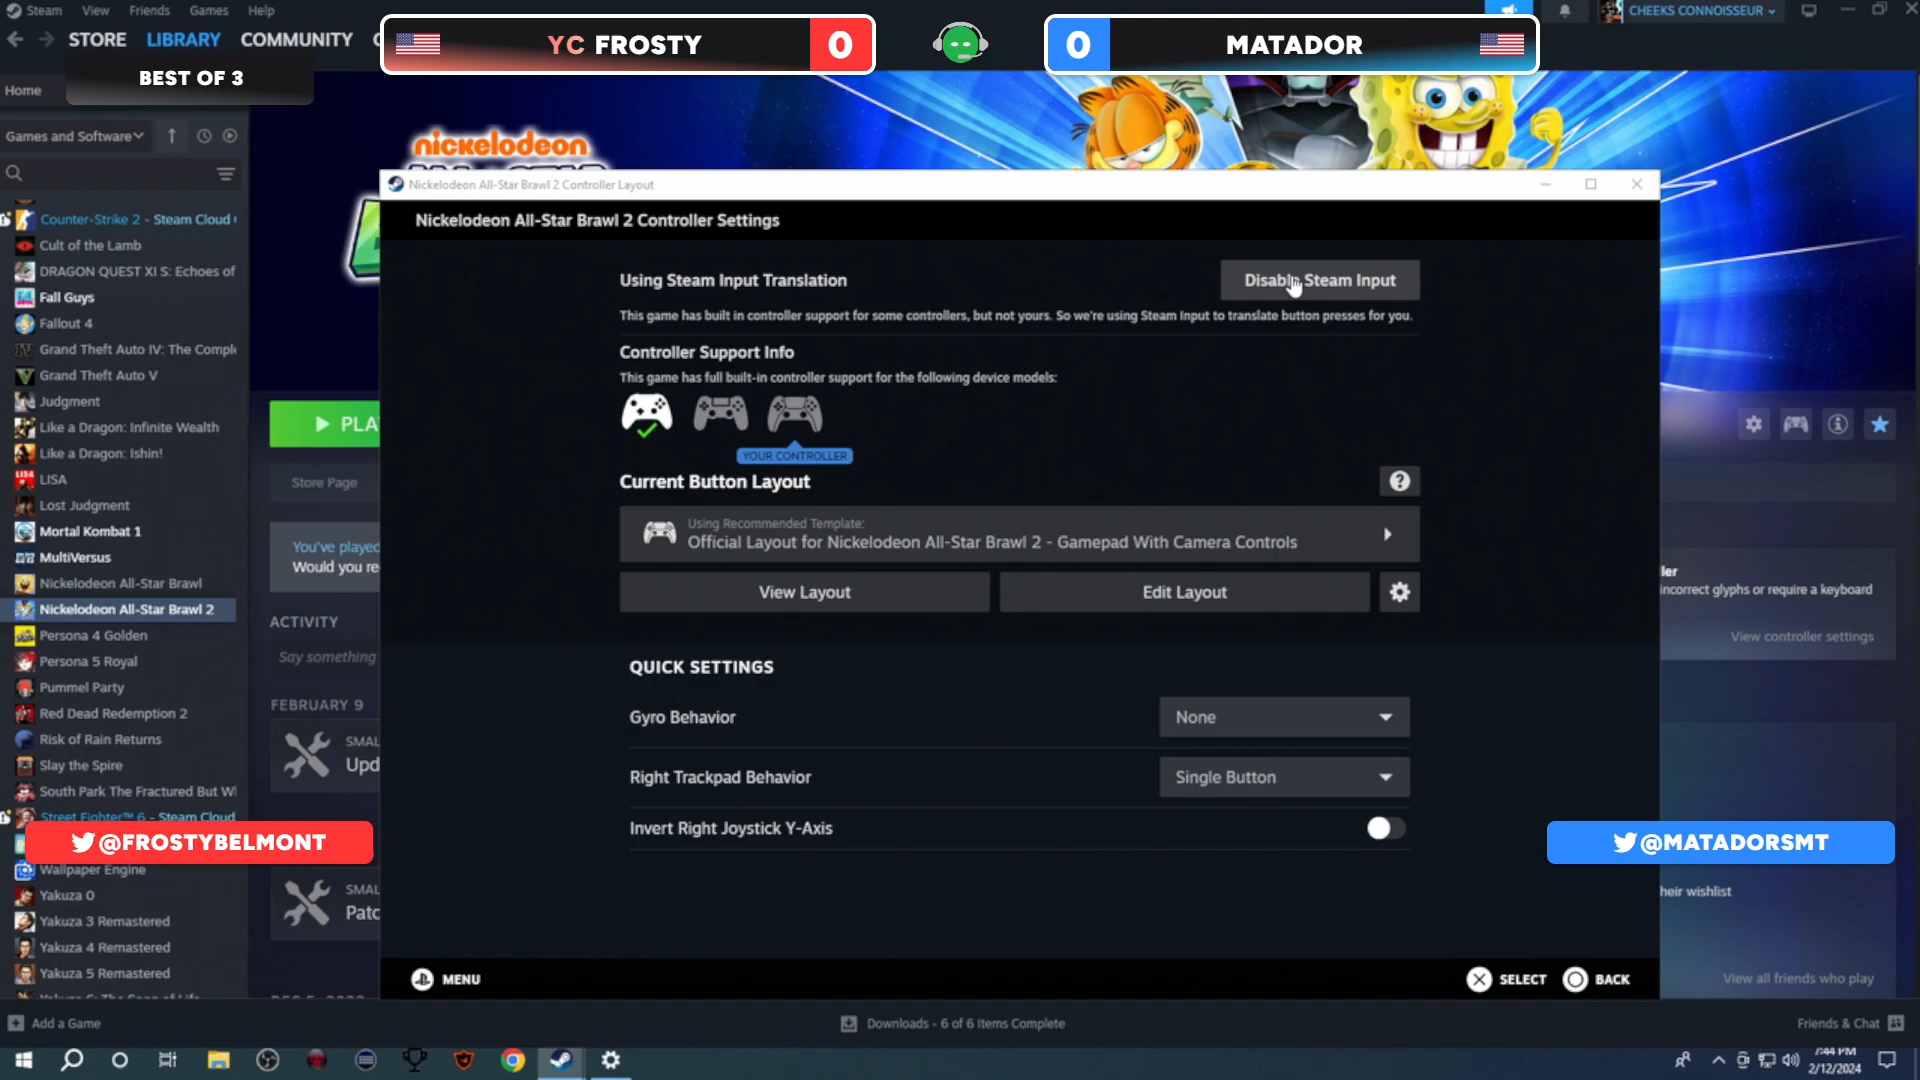 Steam View Friends Games Help
CHEEKS CONNOISSEUR
STORE LIBRARY COMMUNITY
YC FROSTY 0
0 MATADOR
BEST OF 3
Home
Games and Software
nickelodeon
Nickelodeon All-Star Brawl 2 Controller Layout
Nickelodeon All-Star Brawl 2 Controller Settings
Using Steam Input Translation
Disable Steam Input
This game has built in controller support for some controllers, but not yours. So we're using Steam Input to translate button presses for you.
Controller Support Info
This game has full built-in controller support for the following device models:
YOUR CONTROLLER
Current Button Layout
Using Recommended Template:
Official Layout for Nickelodeon All-Star Brawl 2 - Gamepad With Camera Controls
View Layout
Edit Layout
QUICK SETTINGS
Gyro Behavior
None
Right Trackpad Behavior
Single Button
Invert Right Joystick Y-Axis
MENU
SELECT
BACK
Counter-Strike 2 - Steam Cloud
Cult of the Lamb
DRAGON QUEST XI S: Echoes of
Fall Guys
Fallout 4
Grand Theft Auto IV: The Comple
Grand Theft Auto V
Judgment
Like a Dragon: Infinite Wealth
Like a Dragon: Ishin!
LISA
Lost Judgment
Mortal Kombat 1
MultiVersus
Nickelodeon All-Star Brawl
Nickelodeon All-Star Brawl 2
Persona 4 Golden
Persona 5 Royal
Pummel Party
Red Dead Redemption 2
Risk of Rain Returns
Slay the Spire
South Park The Fractured But W
Street Fighter™ 6 - Steam Cloud
@FROSTYBELMONT
Wallpaper Engine
Yakuza 0
Yakuza 3 Remastered
Yakuza 4 Remastered
Yakuza 5 Remastered
PLA
Store Page
You've played
Would you re
ACTIVITY
Say something
FEBRUARY 9
SMAL
Upd
SMAL
Patc
ler
incorrect glyphs or require a keyboard
View controller settings
@MATADORSMT
heir wishlist
View all friends who play
Add a Game
Downloads - 6 of 6 Items Complete
Friends & Chat
7:44 PM
2/12/2024